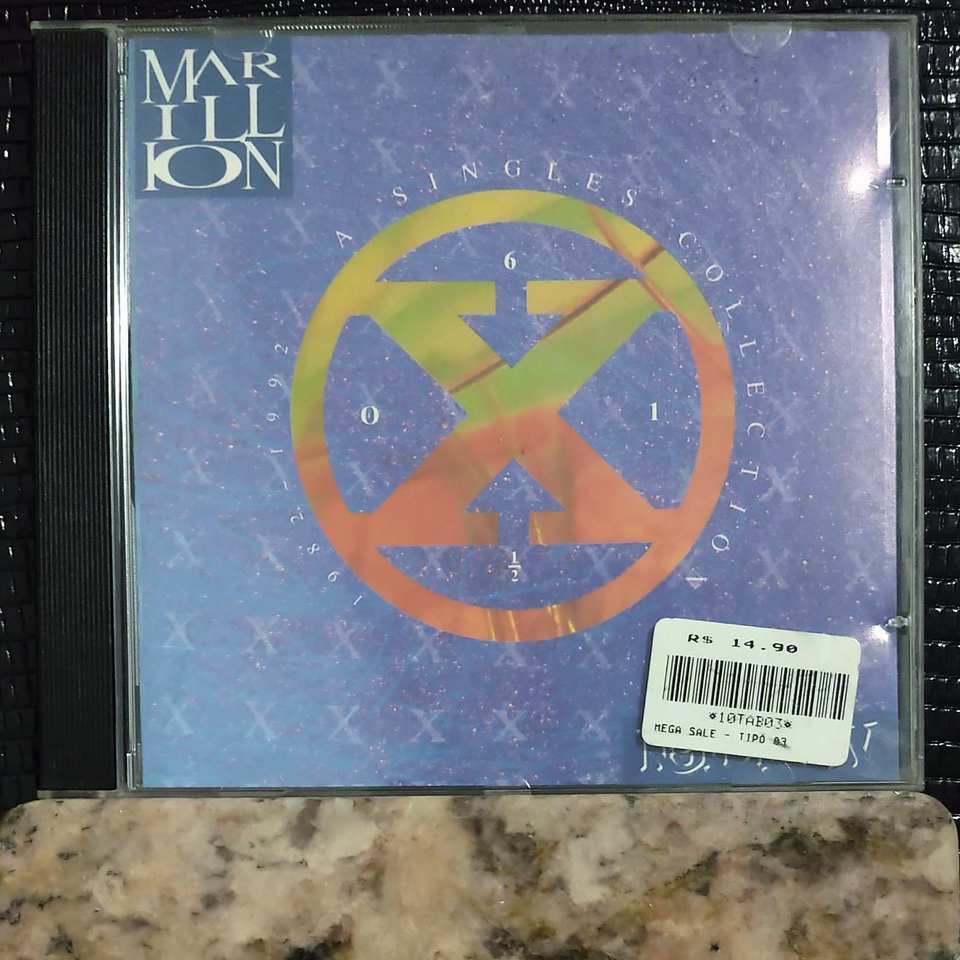 MAR
ILL
ION
A SINGLES COLLECTION
1982-1992
6
0
1
1/2
R$ 14.90
*10TAB03*
MEGA SALE - TIPO 03